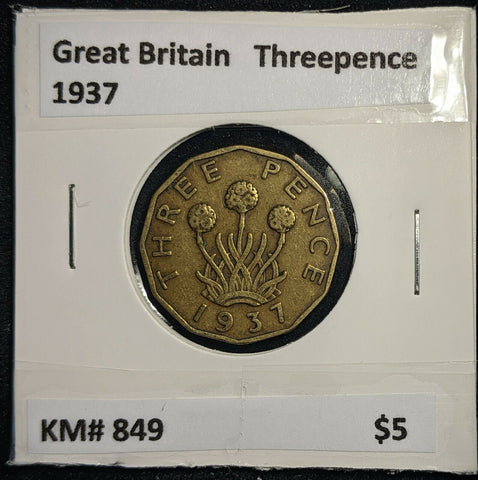 Great Britain Threepence
1937
THREE PENCE
1937
KM# 849 $5